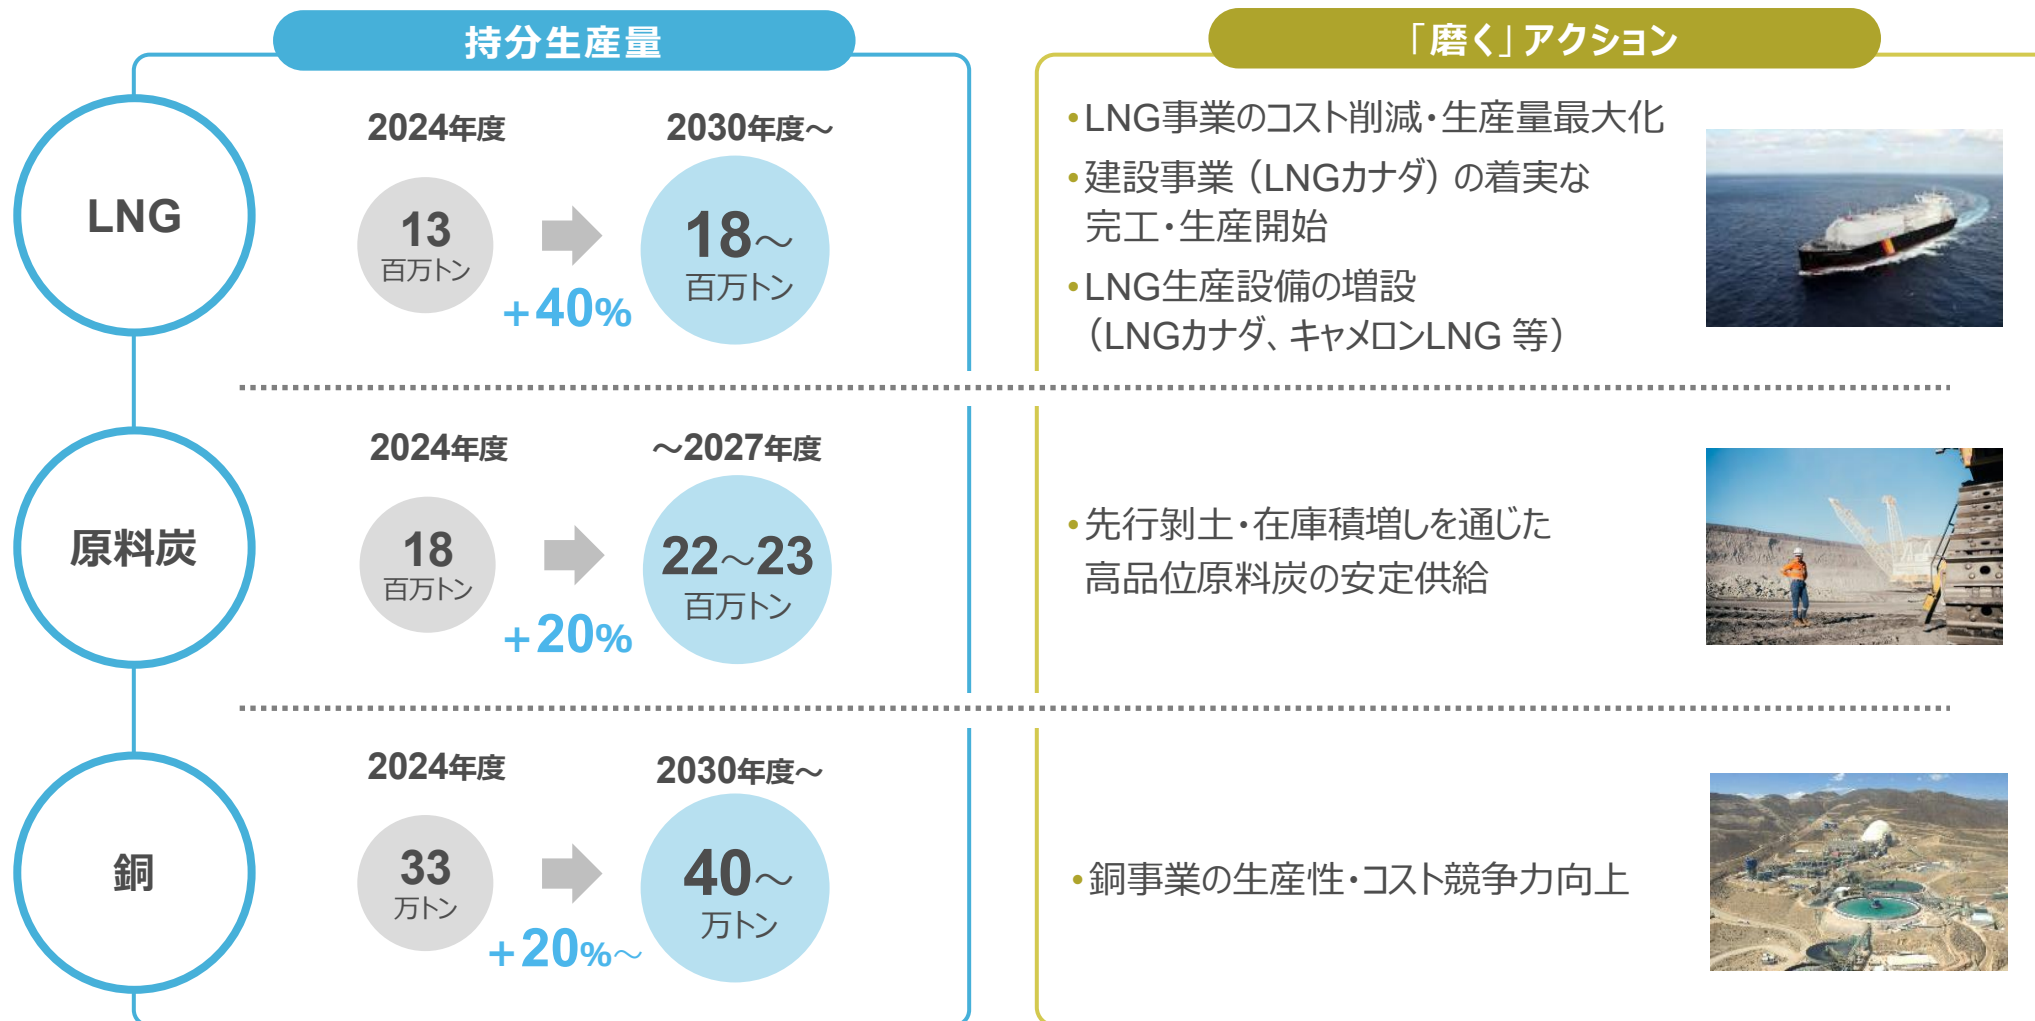 持分生産量
「磨く」アクション
LNG
2024年度
2030年度～
13
百万トン
18～
百万トン
+40%
•LNG事業のコスト削減・生産量最大化
•建設事業（LNGカナダ）の着実な
完工・生産開始
•LNG生産設備の増設
（LNGカナダ、キャメロンLNG 等）
原料炭
2024年度
～2027年度
18
百万トン
22～23
百万トン
+20%
•先行剝土・在庫積増しを通じた
高品位原料炭の安定供給
銅
2024年度
2030年度～
33
万トン
40～
万トン
+20%～
•銅事業の生産性・コスト競争力向上